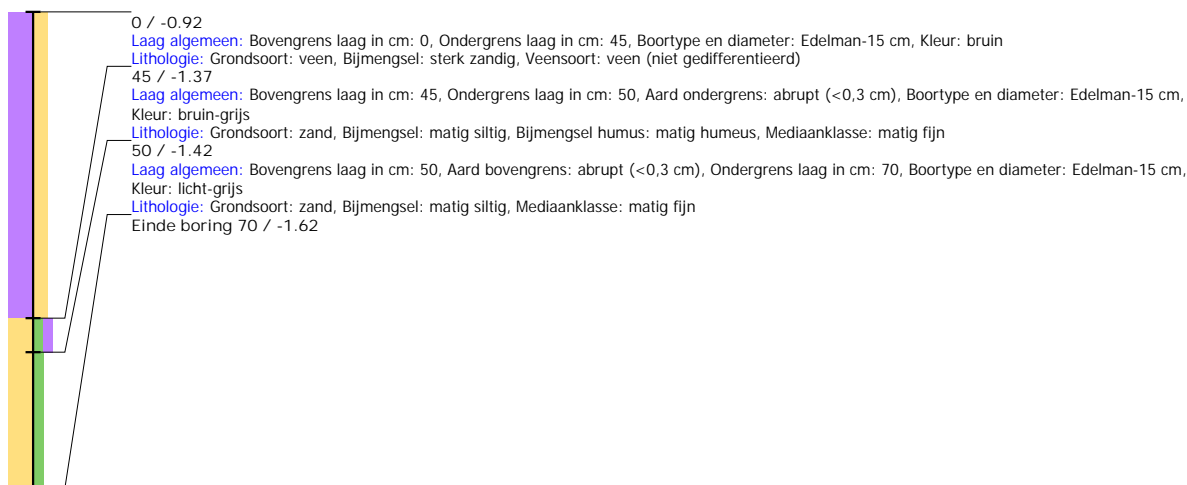 0 / -0.92
Laag algemeen: Bovengrens laag in cm: 0, Ondergrens laag in cm: 45, Boortype en diameter: Edelman-15 cm, Kleur: bruin
Lithologie: Grondsoort: veen, Bijmengsel: sterk zandig, Veensoort: veen (niet gedifferentieerd)
45 / -1.37
Laag algemeen: Bovengrens laag in cm: 45, Ondergrens laag in cm: 50, Aard ondergrens: abrupt (<0,3 cm), Boortype en diameter: Edelman-15 cm,
Kleur: bruin-grijs
Lithologie: Grondsoort: zand, Bijmengsel: matig siltig, Bijmengsel humus: matig humeus, Mediaanklasse: matig fijn
50 / -1.42
Laag algemeen: Bovengrens laag in cm: 50, Aard bovengrens: abrupt (<0,3 cm), Ondergrens laag in cm: 70, Boortype en diameter: Edelman-15 cm,
Kleur: licht-grijs
Lithologie: Grondsoort: zand, Bijmengsel: matig siltig, Mediaanklasse: matig fijn
Einde boring 70 / -1.62